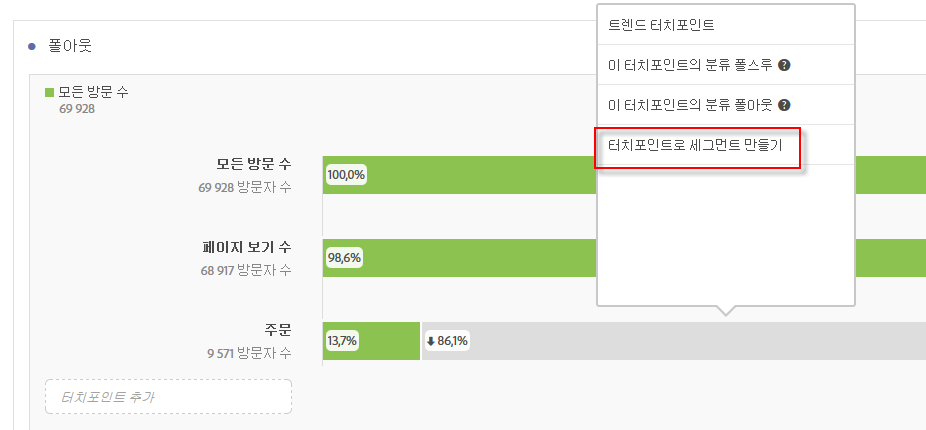 폴아웃
모든 방문 수
69 928
트렌드 터치포인트
이 터치포인트의 분류 폴스루 ?
이 터치포인트의 분류 폴아웃 ?
터치포인트로 세그먼트 만들기
모든 방문 수
69 928 방문자 수
100,0%
페이지 보기 수
68 917 방문자 수
98,6%
주문
9 571 방문자 수
13,7%
86,1%
터치포인트 추가